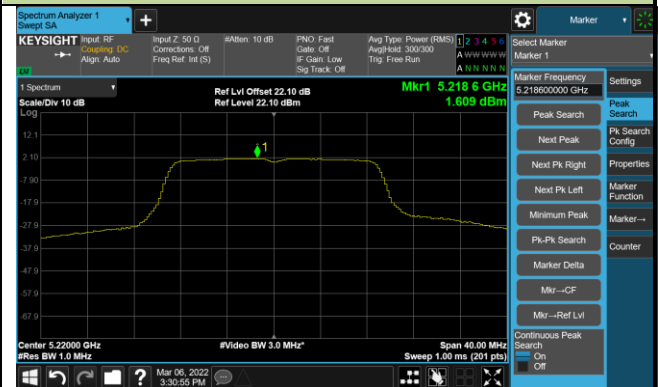 Spectrum Analyzer 1
Swept SA
+
Marker
KEYSIGHT
Input: RF
Coupling: DC
Align: Auto
Input Z: 50 Ω
Corrections: Off
Freq Ref: Int (S)
#Atten: 10 dB
PNO: Fast
Gate: Off
IF Gain: Low
Sig Track: Off
Avg Type: Power (RMS)
Avg|Hold: 300/300
Trig: Free Run
1 2 3 4 5 6
A W W W W W
A N N N N N
Select Marker
Marker 1
1 Spectrum
Scale/Div 10 dB
Log
Ref Lvl Offset 22.10 dB
Ref Level 22.10 dBm
Mkr1 5.218 6 GHz
1.609 dBm
12.1
2.10
-7.90
-17.9
-27.9
-37.9
-47.9
-57.9
-67.9
1
Center 5.22000 GHz
#Res BW 1.0 MHz
#Video BW 3.0 MHz*
Span 40.00 MHz
Sweep 1.00 ms (201 pts)
Marker Frequency
5.218600000 GHz
Peak Search
Next Peak
Next Pk Right
Next Pk Left
Minimum Peak
Pk-Pk Search
Marker Delta
Mkr→CF
Mkr→Ref Lvl
Continuous Peak
Search
On
Off
Settings
Peak
Search
Pk Search
Config
Properties
Marker
Function
Marker→
Counter
?
Mar 06, 2022
3:30:55 PM